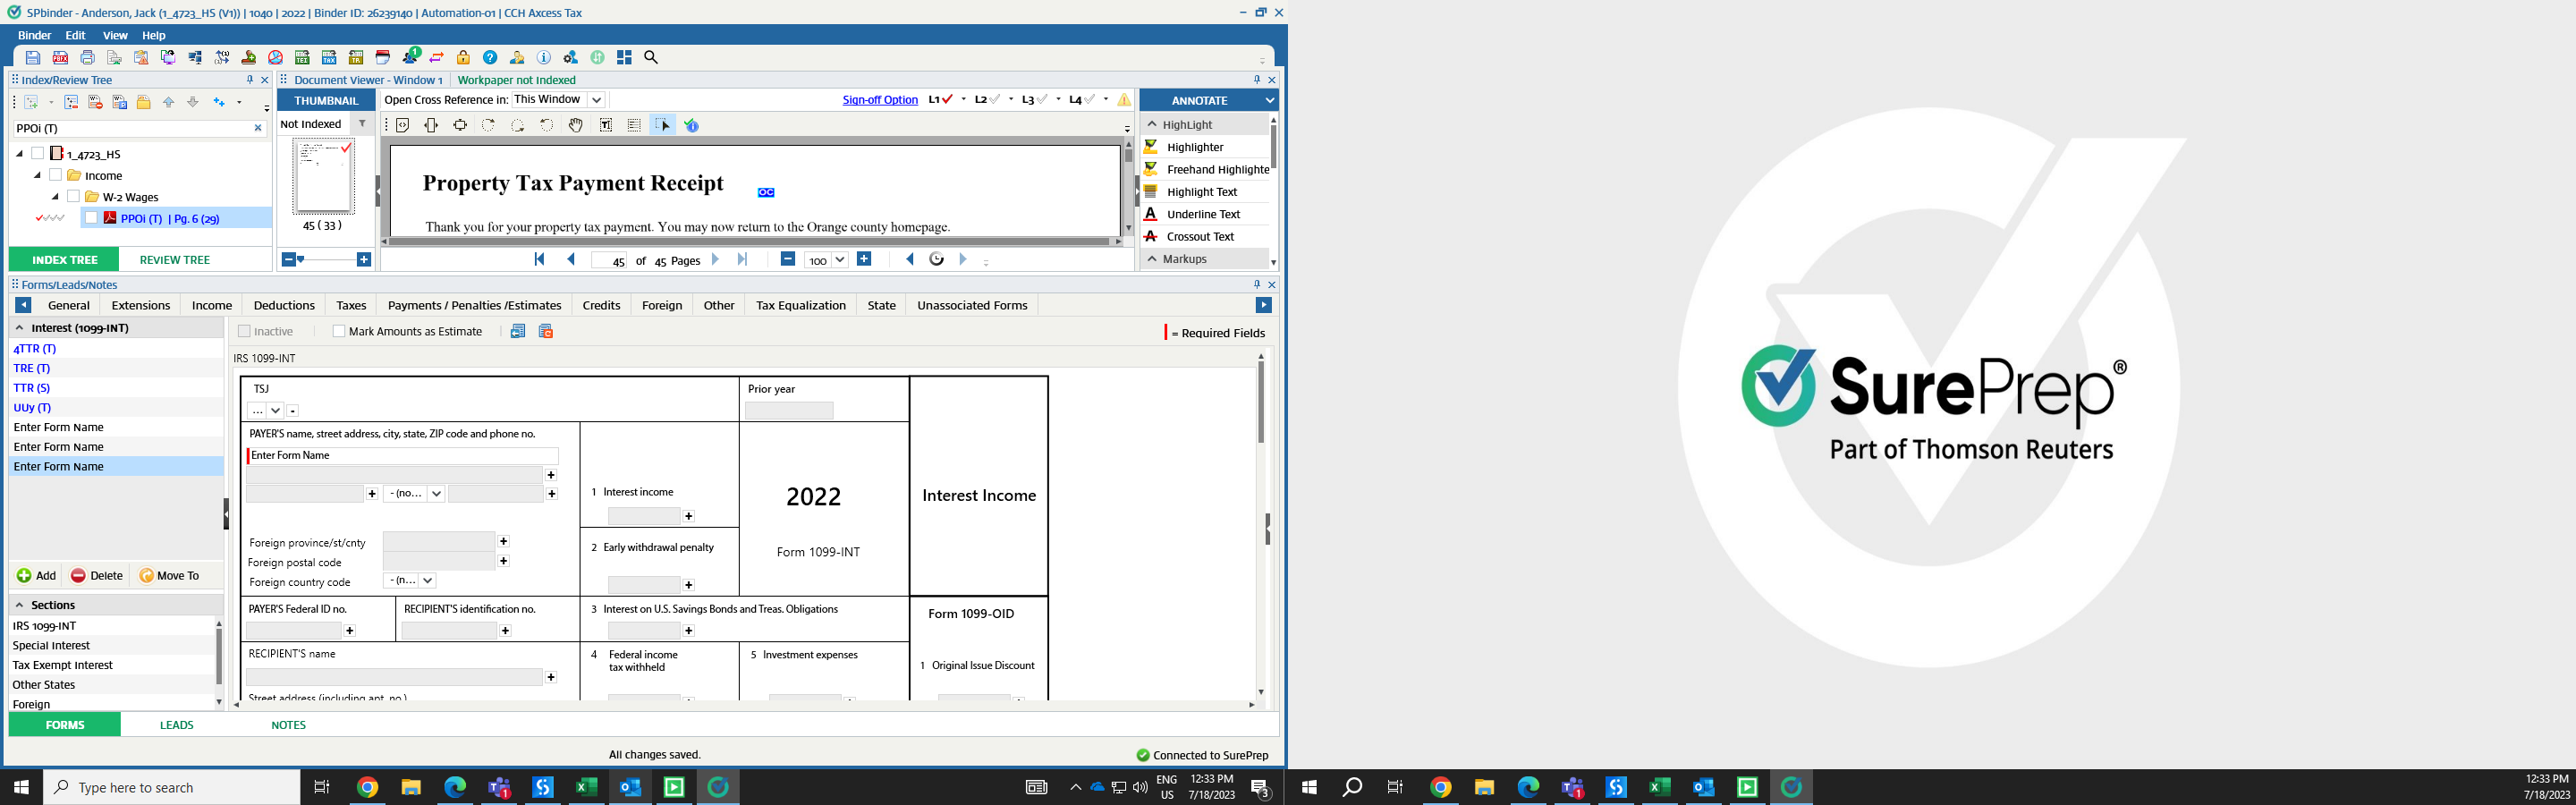 SPbinder - Anderson, Jack (1_4723_HS (V1)) | 1040 | 2022 | Binder ID: 26239140 | Automation-01 | CCH Axcess Tax
Binder Edit View Help
1
Index/Review Tree
Document Viewer - Window 1 Workpaper not Indexed
THUMBNAIL
Open Cross Reference in: This Window
Sign-off Option L1 L2 L3 L4
ANNOTATE
Not Indexed
PPOi (T)
1_4723_HS
Income
W-2 Wages
PPOi (T) | Pg. 6 (29)
INDEX TREE REVIEW TREE
45 ( 33 )
Property Tax Payment Receipt
OC
Thank you for your property tax payment. You may now return to the Orange county homepage.
45 of 45 Pages
100
HighLight
Highlighter
Freehand Highlighte
Highlight Text
Underline Text
Crossout Text
Markups
Forms/Leads/Notes
General Extensions Income Deductions Taxes Payments / Penalties /Estimates Credits Foreign Other Tax Equalization State Unassociated Forms
Interest (1099-INT)
4TTR (T)
TRE (T)
TTR (S)
UUy (T)
Enter Form Name
Enter Form Name
Enter Form Name
Add Delete Move To
Sections
IRS 1099-INT
Special Interest
Tax Exempt Interest
Other States
Foreign
Inactive Mark Amounts as Estimate
= Required Fields
IRS 1099-INT
TSJ
...
Prior year
PAYER'S name, street address, city, state, ZIP code and phone no.
Enter Form Name
- (no...
Foreign province/st/cnty
Foreign postal code
Foreign country code
- (n...
1 Interest income
2 Early withdrawal penalty
2022
Form 1099-INT
Interest Income
PAYER'S Federal ID no.
RECIPIENT'S identification no.
3 Interest on U.S. Savings Bonds and Treas. Obligations
Form 1099-OID
RECIPIENT'S name
4 Federal income
tax withheld
5 Investment expenses
1 Original Issue Discount
Street address (including apt. no.)
FORMS LEADS NOTES
All changes saved.
Connected to SurePrep
Type here to search
1
ENG
US
12:33 PM
7/18/2023
3
SurePrep®
Part of Thomson Reuters
1
12:33 PM
7/18/2023